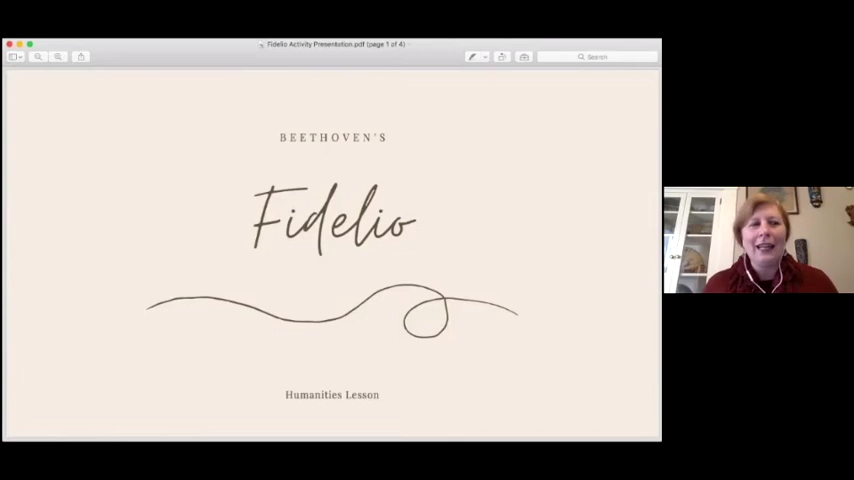 Fidelio Activity Presentation.pdf (page 1 of 4)
Search
BEETHOVEN'S
Fidelio
Humanities Lesson